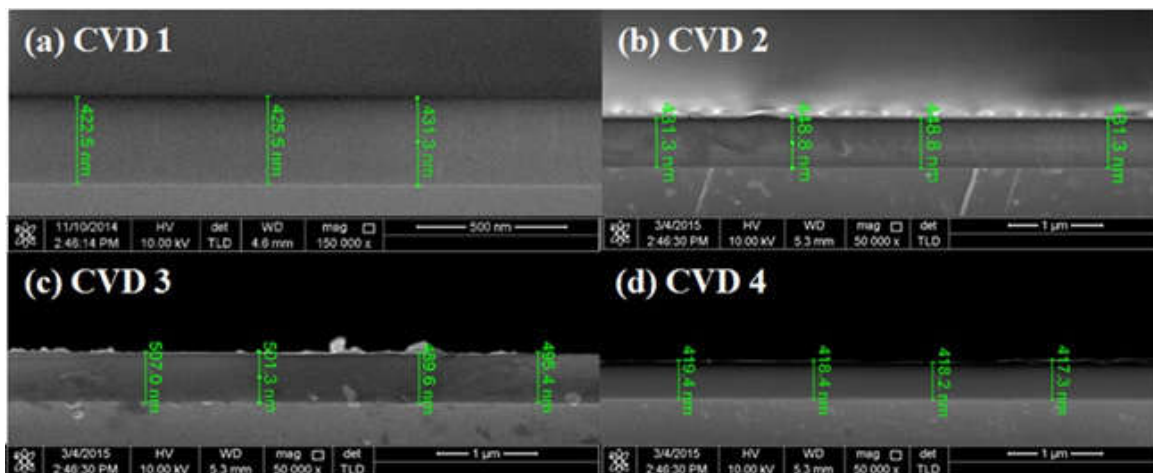 (a) CVD 1
422.5 nm
425.5 nm
431.3 nm
11/10/2014 HV det WD mag
2:46:14 PM 10.00 kV TLD 4.6 mm 150 000 x
500 nm
(b) CVD 2
431.3 nm
448.8 nm
448.8 nm
431.3 nm
3/4/2015 HV WD mag det
2:46:30 PM 10.00 kV 5.3 mm 50 000 x TLD
1 µm
(c) CVD 3
507.0 nm
501.3 nm
489.6 nm
495.4 nm
3/4/2015 HV WD mag det
2:46:30 PM 10.00 kV 5.3 mm 50 000 x TLD
1 µm
(d) CVD 4
419.4 nm
418.4 nm
418.2 nm
417.3 nm
3/4/2015 HV WD mag det
2:46:30 PM 10.00 kV 5.3 mm 50 000 x TLD
1 µm